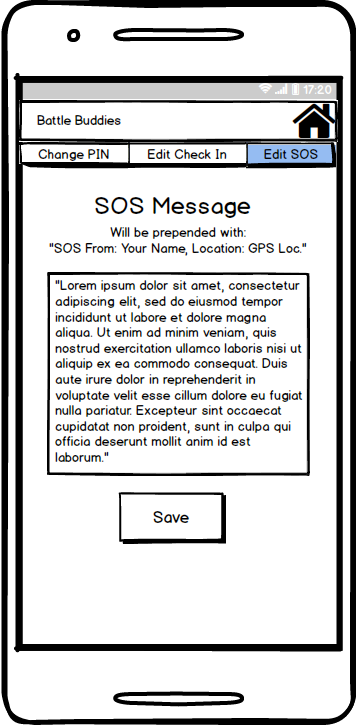 17:20
Battle Buddies
Change PIN Edit Check In Edit SOS
SOS Message
Will be prepended with:
"SOS From: Your Name, Location: GPS Loc."
"Lorem ipsum dolor sit amet, consectetur
adipiscing elit, sed do eiusmod tempor
incididunt ut labore et dolore magna
aliqua. Ut enim ad minim veniam, quis
nostrud exercitation ullamco laboris nisi ut
aliquip ex ea commodo consequat. Duis
aute irure dolor in reprehenderit in
voluptate velit esse cillum dolore eu fugiat
nulla pariatur. Excepteur sint occaecat
cupidatat non proident, sunt in culpa qui
officia deserunt mollit anim id est
laborum."
Save